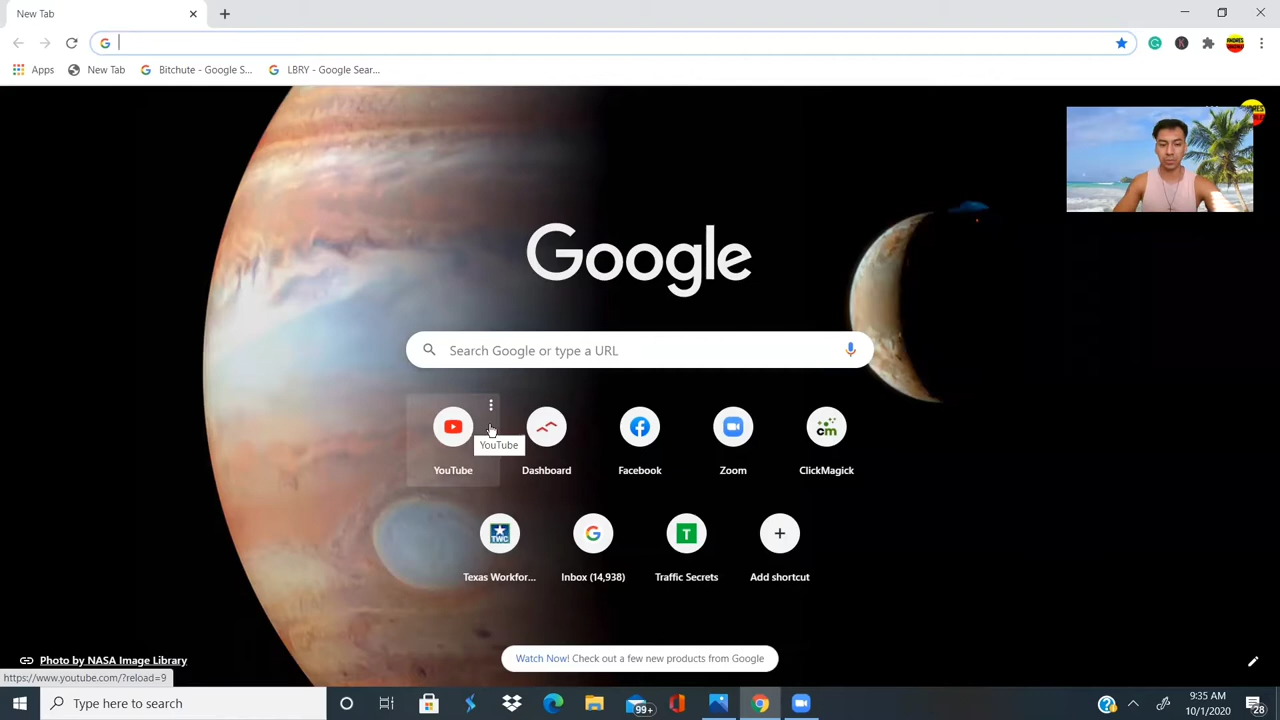 New Tab
Apps
New Tab
Bitchute - Google S...
LBRY - Google Sear...
Google
Search Google or type a URL
YouTube
YouTube
Dashboard
Facebook
Zoom
cm
ClickMagick
TWC
Texas Workfor...
Inbox (14,938)
T
Traffic Secrets
Add shortcut
Watch Now! Check out a few new products from Google
Photo by NASA Image Library
https://www.youtube.com/?reload=9
Type here to search
99+
9:35 AM
10/1/2020
28